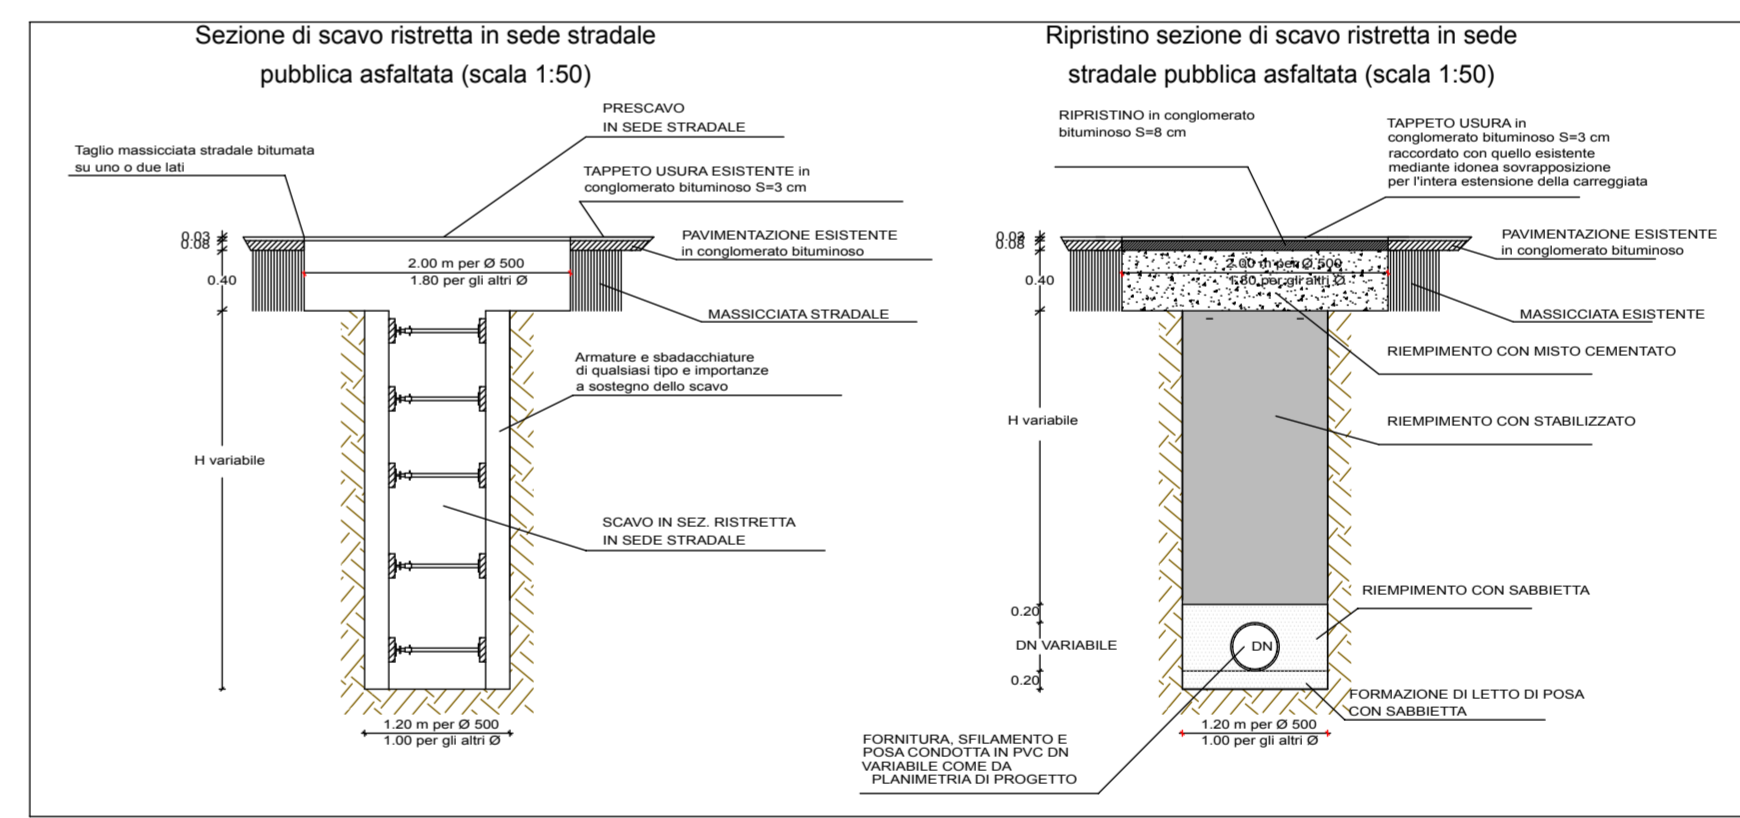 Sezione di scavo ristretta in sede stradale
pubblica asfaltata (scala 1:50)
PRESCAVO
IN SEDE STRADALE
Taglio massicciata stradale bitumata
su uno o due lati
TAPPETO USURA ESISTENTE in
conglomerato bituminoso S=3 cm
PAVIMENTAZIONE ESISTENTE
in conglomerato bituminoso
0.03
0.08
0.40
2.00 m per Ø 500
1.80 per gli altri Ø
MASSICCIATA STRADALE
Armature e sbadacchiature
di qualsiasi tipo e importanze
a sostegno dello scavo
H variabile
SCAVO IN SEZ. RISTRETTA
IN SEDE STRADALE
1.20 m per Ø 500
1.00 per gli altri Ø
Ripristino sezione di scavo ristretta in sede
stradale pubblica asfaltata (scala 1:50)
RIPRISTINO in conglomerato
bituminoso S=8 cm
TAPPETO USURA in
conglomerato bituminoso S=3 cm
raccordato con quello esistente
mediante idonea sovrapposizione
per l'intera estensione della carreggiata
PAVIMENTAZIONE ESISTENTE
in conglomerato bituminoso
0.03
0.08
0.40
2.00 m per Ø 500
1.80 per gli altri Ø
MASSICCIATA ESISTENTE
RIEMPIMENTO CON MISTO CEMENTATO
H variabile
RIEMPIMENTO CON STABILIZZATO
RIEMPIMENTO CON SABBIETTA
0.20
DN VARIABILE
DN
0.20
FORMAZIONE DI LETTO DI POSA
CON SABBIETTA
1.20 m per Ø 500
1.00 per gli altri Ø
FORNITURA, SFILAMENTO E
POSA CONDOTTA IN PVC DN
VARIABILE COME DA
PLANIMETRIA DI PROGETTO